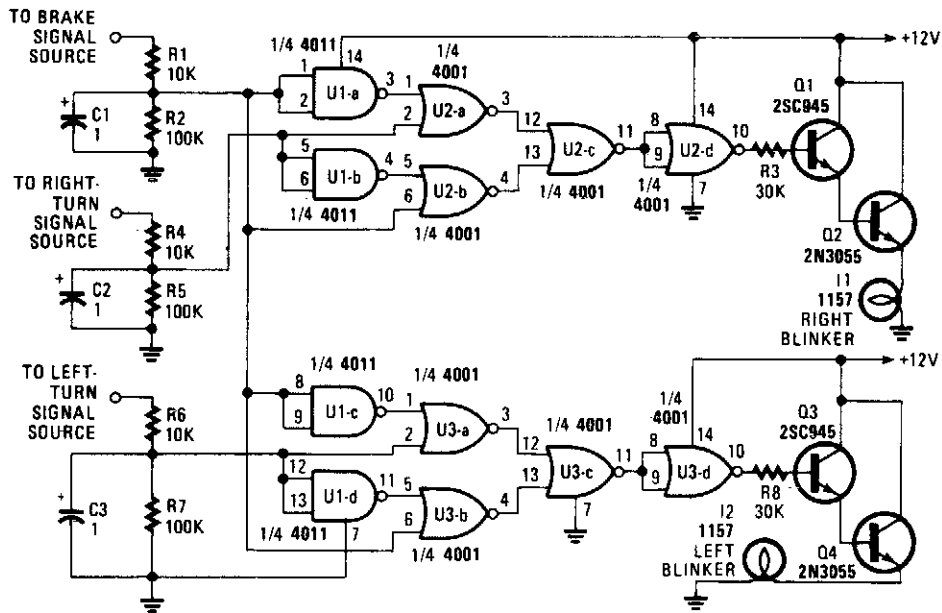 TO BRAKE
SIGNAL
SOURCE
R1
10K
C1
1
+
R2
100K
TO RIGHT-
TURN
SIGNAL
SOURCE
R4
10K
+
C2
1
R5
100K
1/4 4011
14
1
2
U1-a
3
1/4
4001
1
2
U2-a
3
5
6
U1-b
4
1/4 4011
5
6
U2-b
4
1/4 4001
12
13
U2-c
11
1/4 4001
8
9
14
U2-d
10
7
1/4
4001
R3
30K
+12V
Q1
2SC945
Q2
2N3055
I1
1157
RIGHT
BLINKER
TO LEFT-
TURN
SIGNAL
SOURCE
R6
10K
+
C3
1
R7
100K
1/4 4011
8
9
U1-c
10
1/4 4001
1
2
U3-a
3
12
13
U1-d
11
7
1/4 4011
5
6
U3-b
4
1/4 4001
1/4 4001
12
13
U3-c
11
7
1/4
4001
8
9
14
U3-d
10
R8
30K
+12V
Q3
2SC945
Q4
2N3055
I2
1157
LEFT
BLINKER